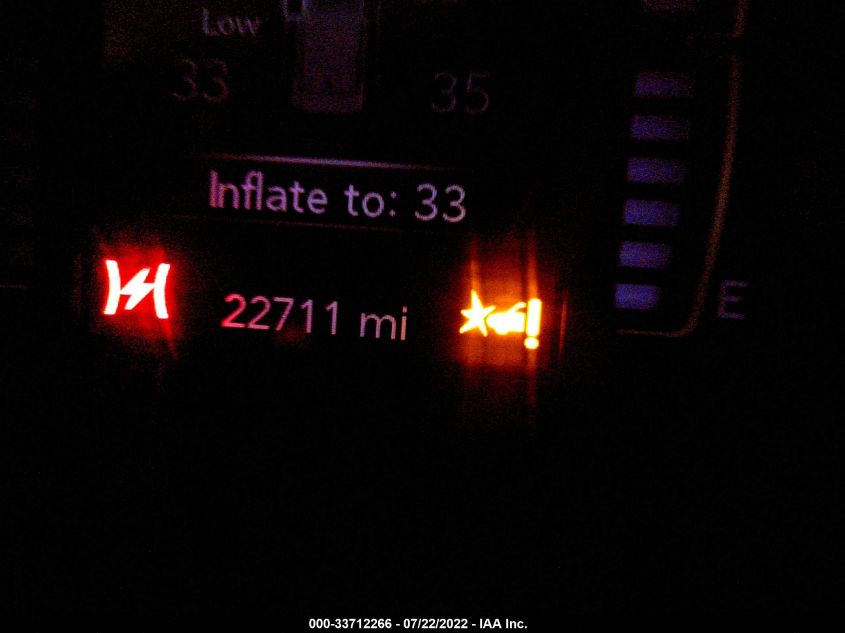 Low
33
35
Inflate to: 33
22711 mi
E
000-33712266 - 07/22/2022 - IAA Inc.